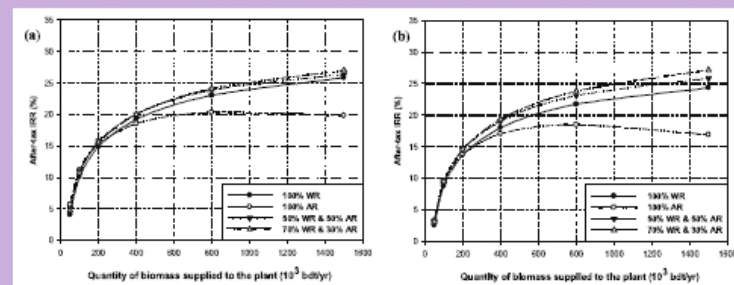 (a)
After-tax IRR (%)
35
30
25
20
15
10
5
0
0 200 400 600 800 1000 1200 1400 1600
Quantity of biomass supplied to the plant (10³ bdt/yr)
100% WR
100% AR
50% WR & 50% AR
70% WR & 30% AR
(b)
After-tax IRR (%)
35
30
25
20
15
10
5
0
0 200 400 600 800 1000 1200 1400 1600
Quantity of biomass supplied to the plant (10³ bdt/yr)
100% WR
100% AR
50% WR & 50% AR
70% WR & 30% AR